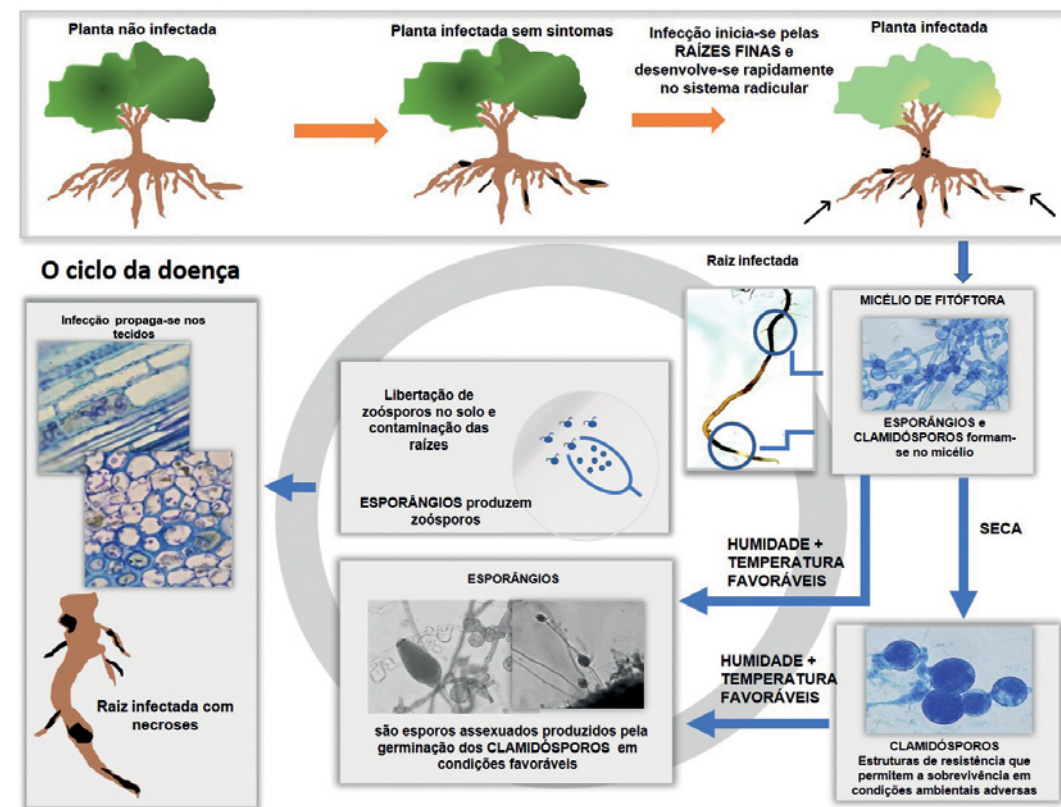 Planta não infectada
Planta infectada sem sintomas
Infecção inicia-se pelas
RAÍZES FINAS e
desenvolve-se rapidamente
no sistema radicular
Planta infectada
O ciclo da doença
Infecção propaga-se nos
tecidos
Raiz infectada com
necroses
Libertação de
zoósporos no solo e
contaminação das
raízes
ESPORÂNGIOS produzem
zoósporos
Raiz infectada
MICÉLIO DE FITÓFTORA
ESPORÂNGIOS e
CLAMIDÓSPOROS formam-
se no micélio
SECA
HUMIDADE +
TEMPERATURA
FAVORÁVEIS
ESPORÂNGIOS
são esporos assexuados produzidos pela
germinação dos CLAMIDÓSPOROS em
condições favoráveis
HUMIDADE +
TEMPERATURA
FAVORÁVEIS
CLAMIDÓSPOROS
Estruturas de resistência que
permitem a sobrevivência em
condições ambientais adversas